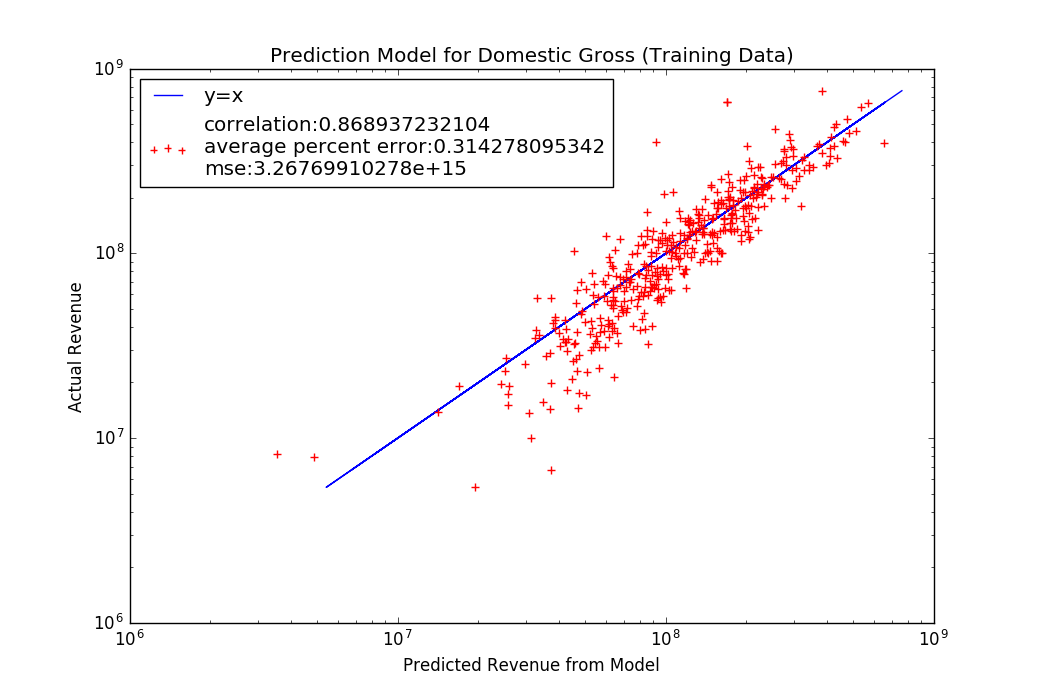 Prediction Model for Domestic Gross (Training Data)
y=x
correlation:0.868937232104
average percent error:0.314278095342
mse:3.26769910278e+15
Actual Revenue
10^9
10^8
10^7
10^6
10^6 10^7 10^8 10^9
Predicted Revenue from Model